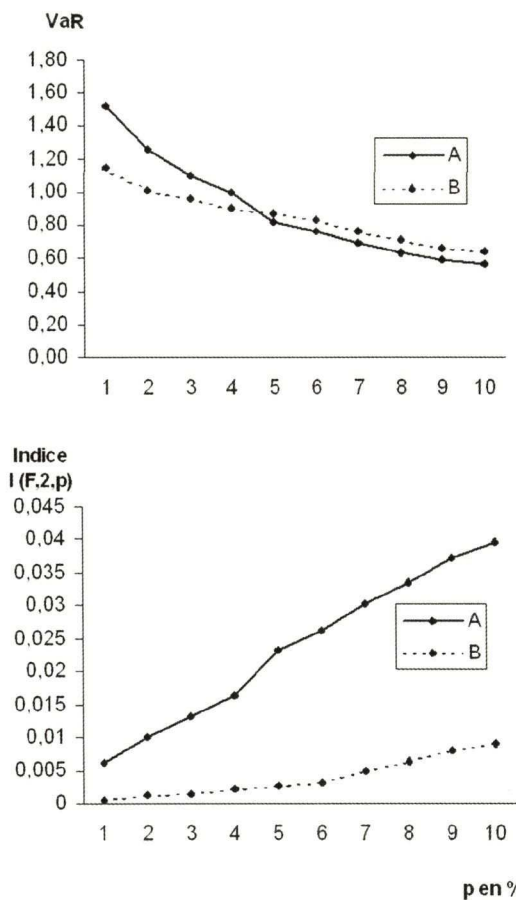 VaR
1,80
1,60
1,40
1,20
1,00
0,80
0,60
0,40
0,20
0,00
A
B
1 2 3 4 5 6 7 8 9 10
Indice
I (F,2,p)
0,045
0,04
0,035
0,03
0,025
0,02
0,015
0,01
0,005
0
A
B
1 2 3 4 5 6 7 8 9 10
p en %